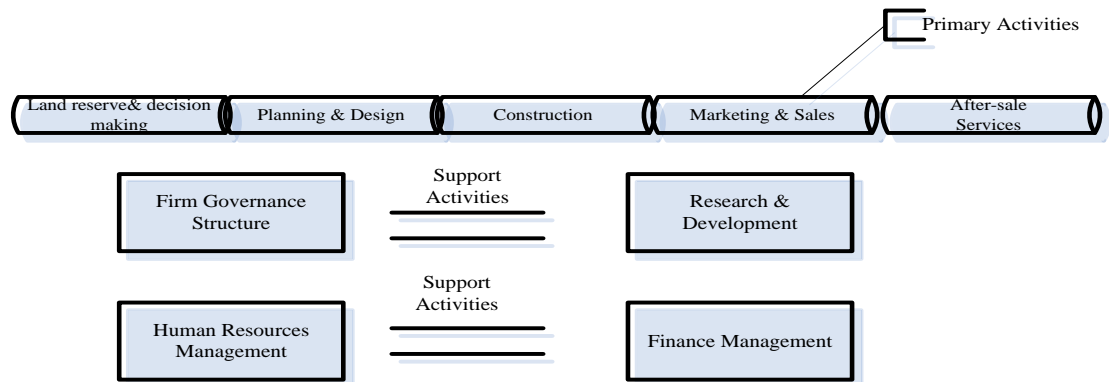 Primary Activities
Land reserve& decision
making
Planning & Design
Construction
Marketing & Sales
After-sale
Services
Firm Governance
Structure
Support
Activities
Research &
Development
Human Resources
Management
Support
Activities
Finance Management